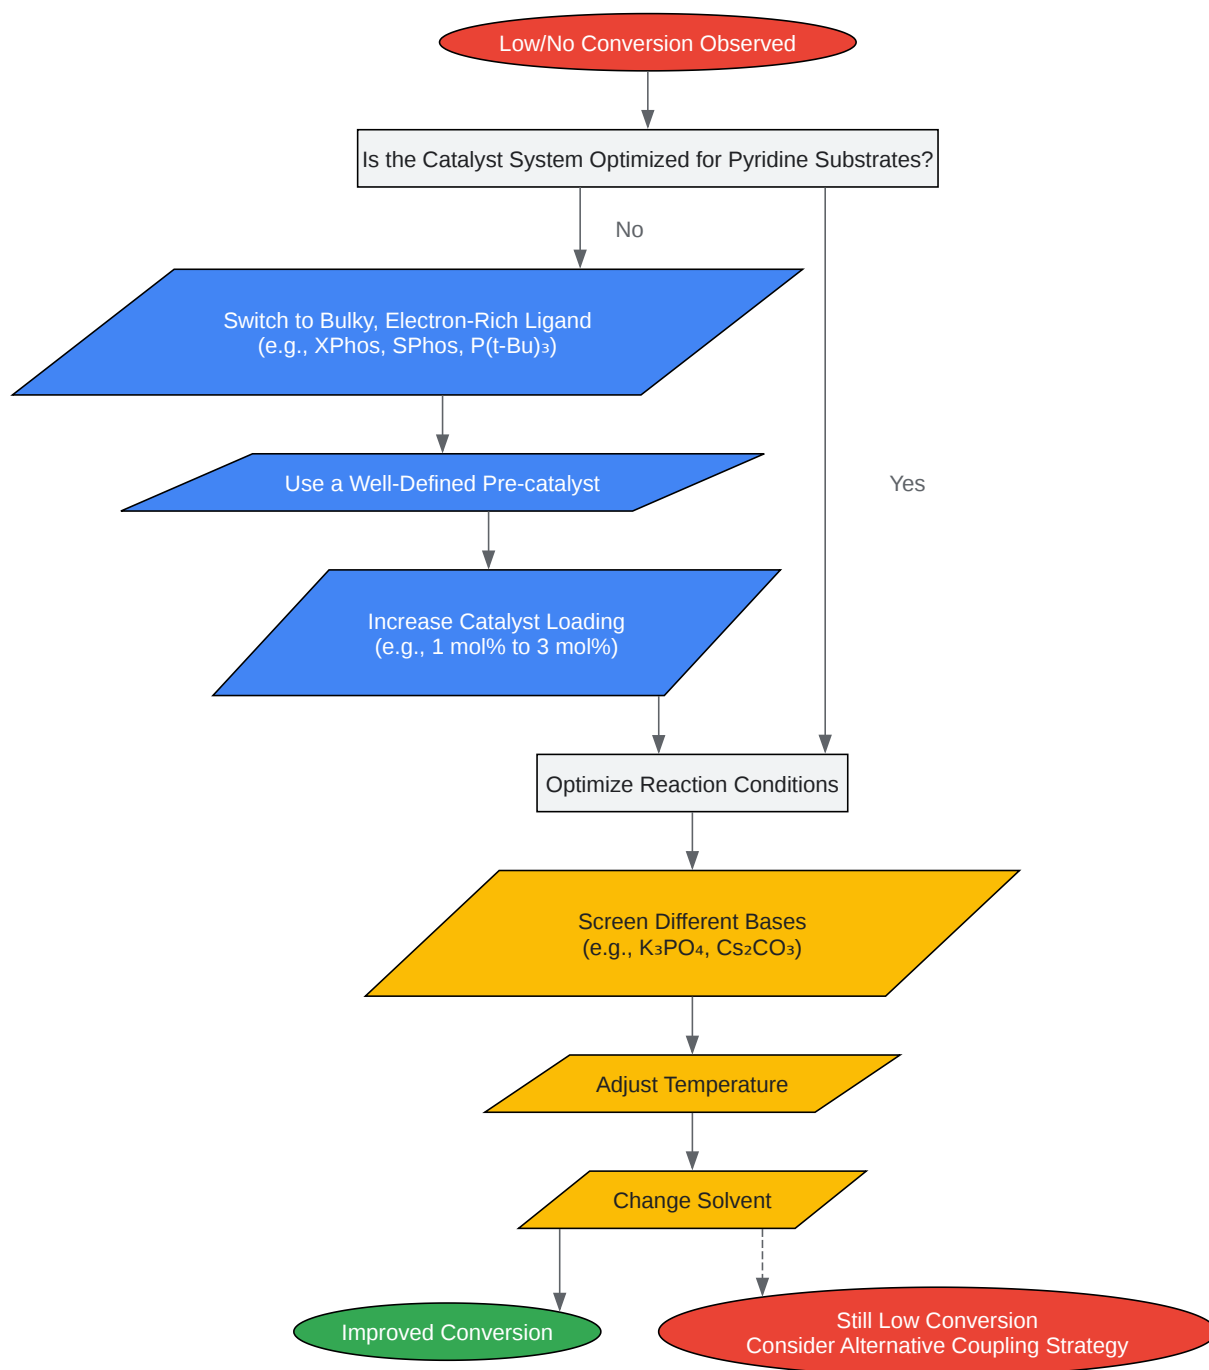 Low/No Conversion Observed
Is the Catalyst System Optimized for Pyridine Substrates?
No
Switch to Bulky, Electron-Rich Ligand
(e.g., XPhos, SPhos, P(t-Bu)₃)
Use a Well-Defined Pre-catalyst
Yes
Increase Catalyst Loading
(e.g., 1 mol% to 3 mol%)
Optimize Reaction Conditions
Screen Different Bases
(e.g., K₃PO₄, Cs₂CO₃)
Adjust Temperature
Change Solvent
Improved Conversion
Still Low Conversion
Consider Alternative Coupling Strategy